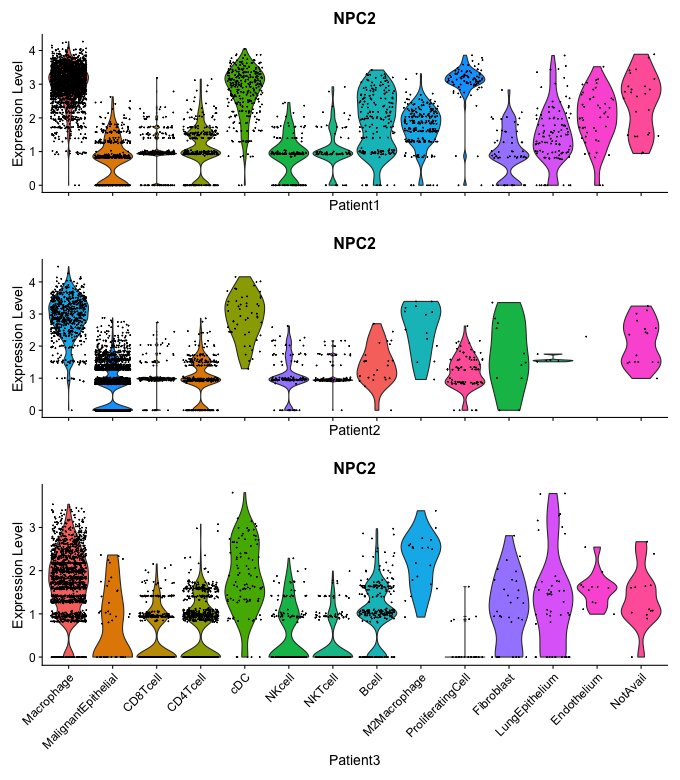 NPC2
Expression Level
4
3
2
1
0
Patient1
NPC2
Expression Level
4
3
2
1
0
Patient2
NPC2
Expression Level
3
2
1
0
Macrophage
MalignantEpithelial
CD8Tcell
CD4Tcell
cDC
NKcell
NKTcell
Bcell
M2Macrophage
ProliferatingCell
Fibroblast
LungEpithelium
Endothelium
NotAvail
Patient3